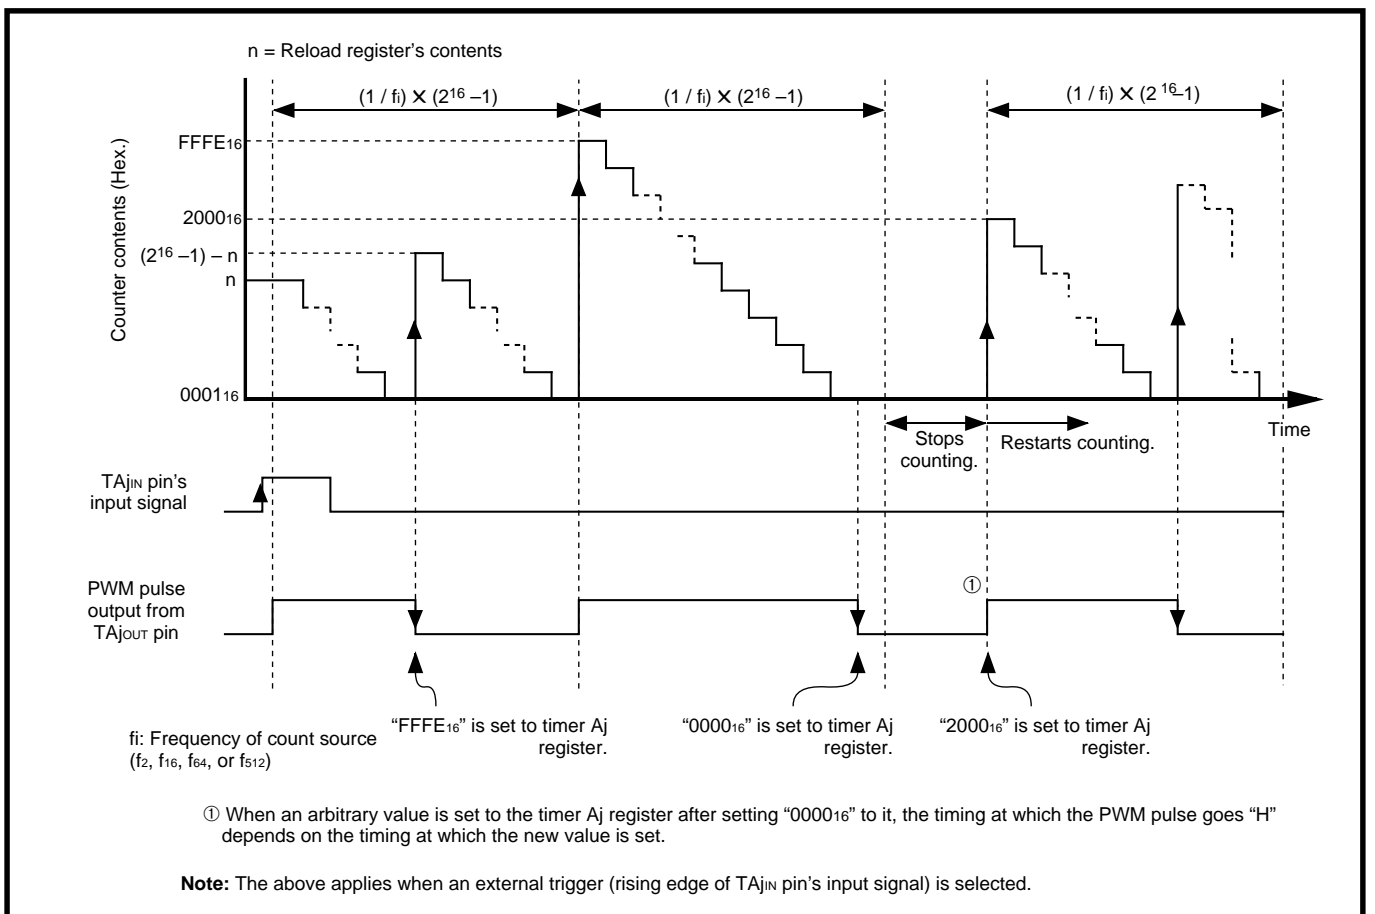 n = Reload register's contents
(1 / fi) X (216 –1)
(1 / fi) X (216 –1)
(1 / fi) X (2 16–1)
Counter contents (Hex.)
FFFE16
200016
(216 –1) – n
n
000116
Stops
counting.
Restarts counting.
Time
TAjIN pin's
input signal
PWM pulse
output from
TAjOUT pin
①
“FFFE16” is set to timer Aj
register.
“000016” is set to timer Aj
register.
“200016” is set to timer Aj
register.
fi: Frequency of count source
(f2, f16, f64, or f512)
① When an arbitrary value is set to the timer Aj register after setting “000016” to it, the timing at which the PWM pulse goes “H”
depends on the timing at which the new value is set.
Note: The above applies when an external trigger (rising edge of TAjIN pin's input signal) is selected.